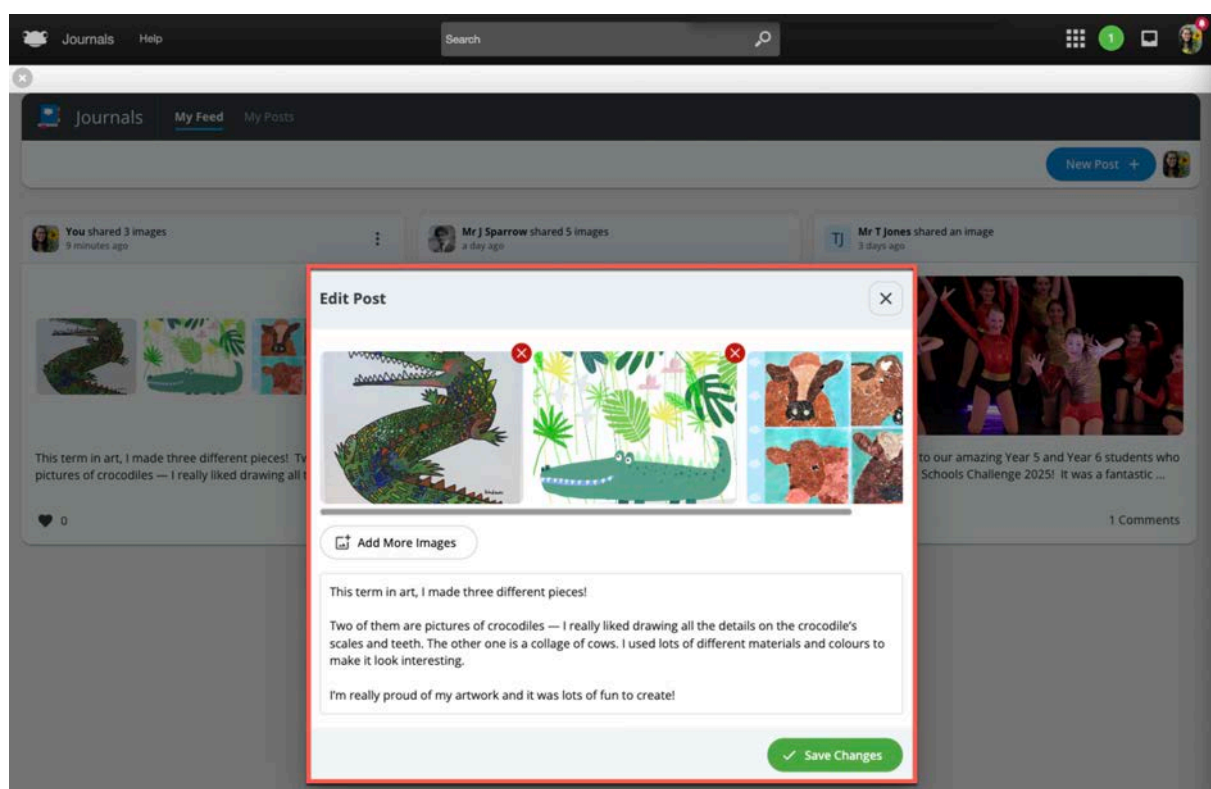 Journals Help Search 1
Journals My Feed My Posts
New Post +
You shared 3 images
9 minutes ago
Mr J Sparrow shared 5 images
a day ago
TJ Mr T Jones shared an image
3 days ago
This term in art, I made three different pieces! Tw
pictures of crocodiles — I really liked drawing all t
0
to our amazing Year 5 and Year 6 students who
Schools Challenge 2025! It was a fantastic ...
1 Comments
Edit Post
Add More Images
This term in art, I made three different pieces!
Two of them are pictures of crocodiles — I really liked drawing all the details on the crocodile's
scales and teeth. The other one is a collage of cows. I used lots of different materials and colours to
make it look interesting.
I'm really proud of my artwork and it was lots of fun to create!
Save Changes